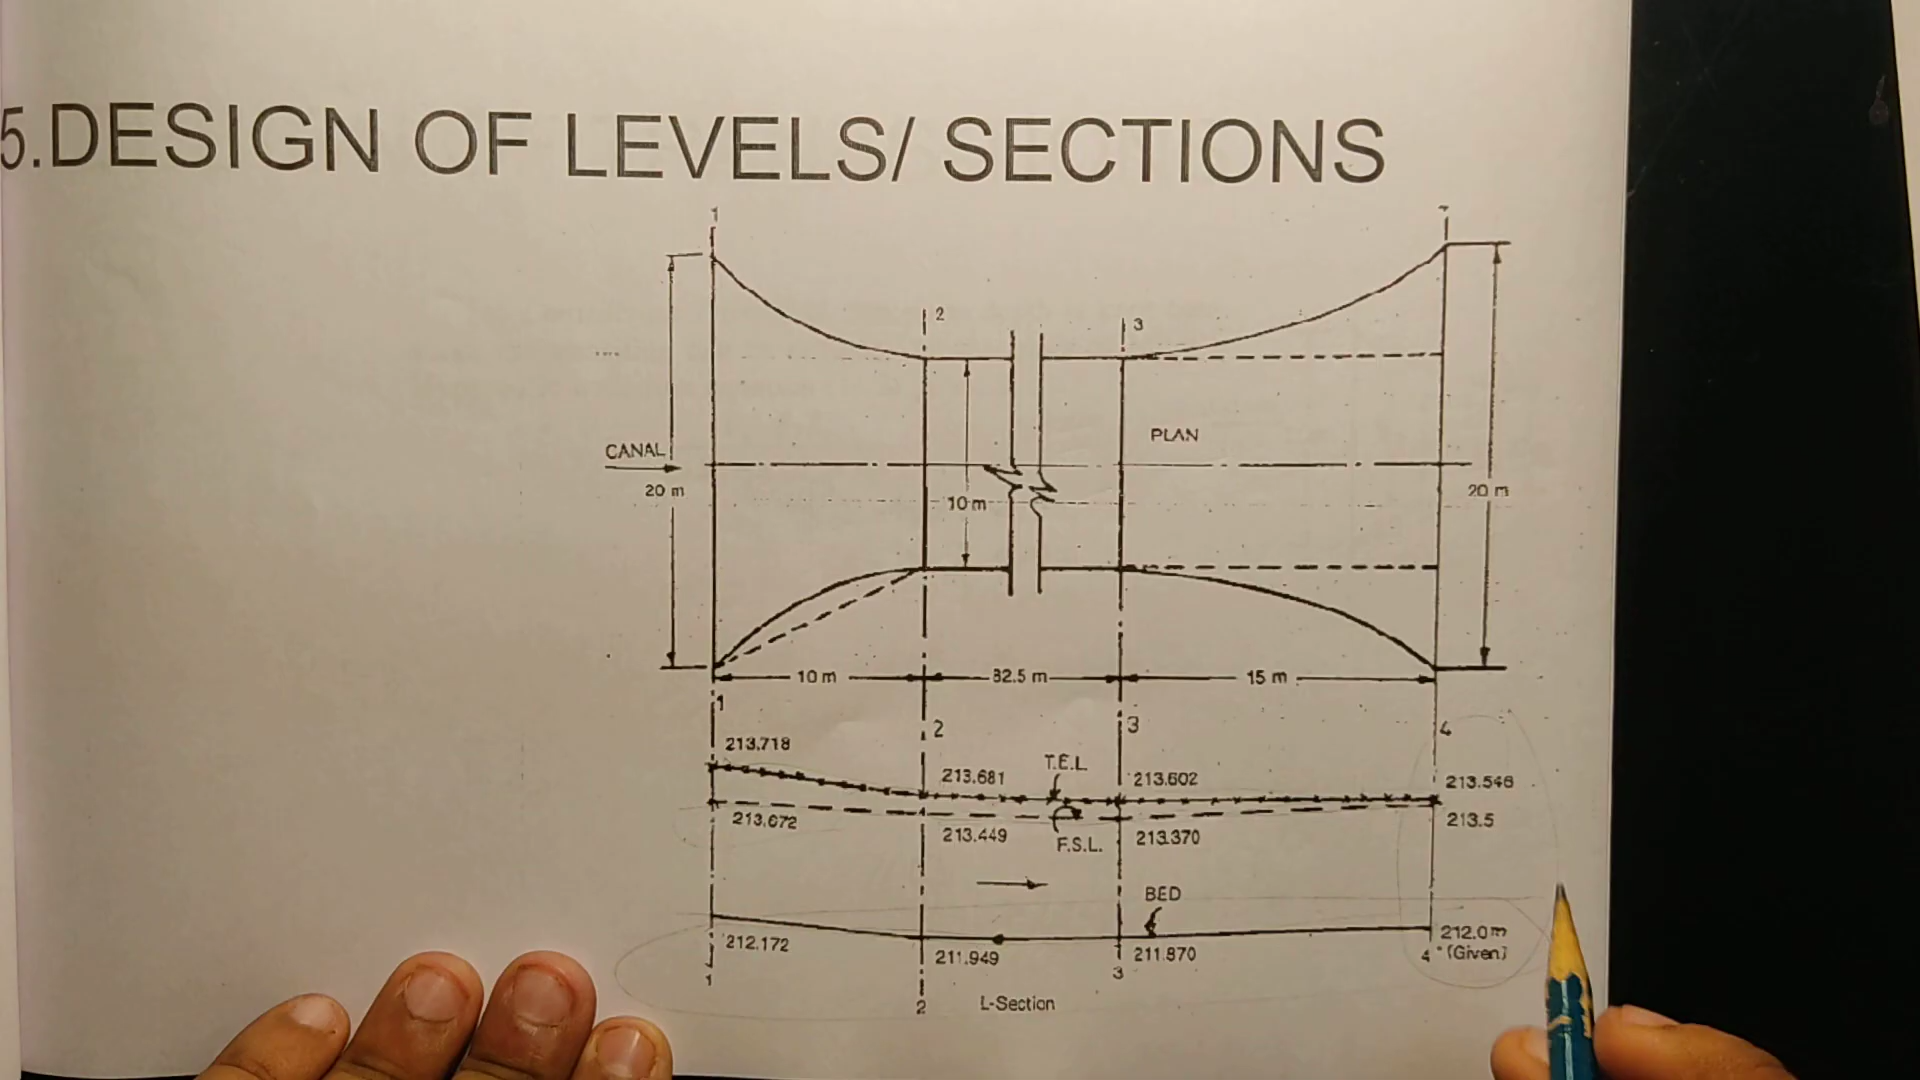 5.DESIGN OF LEVELS/ SECTIONS
1
2
3
CANAL
PLAN
20 m
10 m
20 m
10 m
82.5 m
15 m
1
2
3
4
213.718
T.E.L
213.681
213.602
213.546
213.672
213.449
F.S.L.
213.370
213.5
BED
212.172
211.949
211.870
212.0m
(Given)
1
2
3
4
L-Section